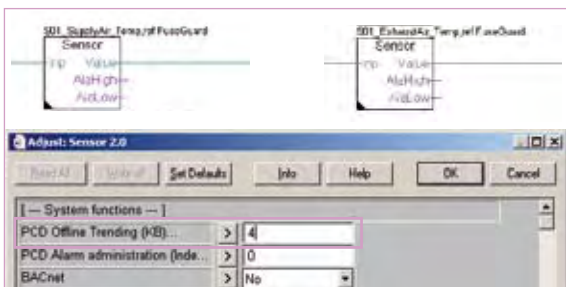 S01_SupplyAir_Temp,ref:FuseGuard
Sensor
Inp Value
AlaHigh
AlaLow
S01_ExhaustAir_Temp,ref:FuseGuard
Sensor
Inp Value
AlaHigh
AlaLow
Adjust: Sensor 2.0
Read All Write all Set Defaults Info Help OK Cancel
[--- System functions --- ]
PCD Offline Trending (KB)... > 4
PCD Alarm administration (Inde... > 0
BACnet > No